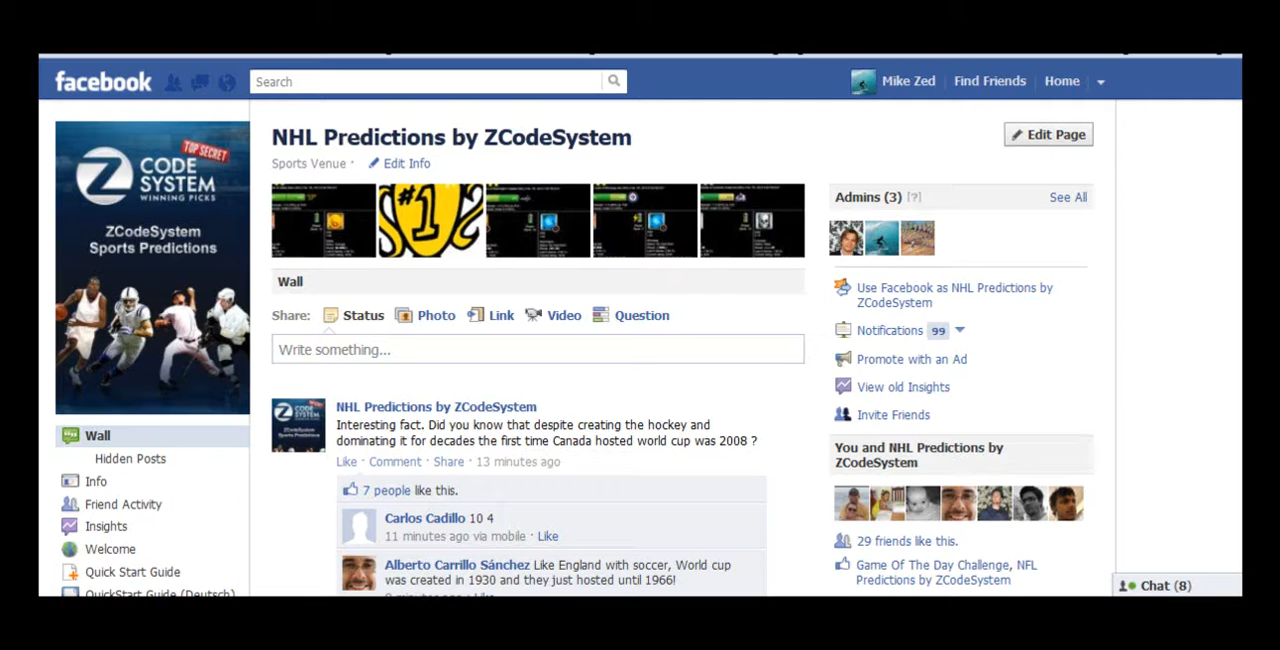 facebook
Search
Mike Zed
Find Friends
Home
TOP SECRET
Z CODE
SYSTEM
WINNING PICKS
ZCodeSystem
Sports Predictions
Wall
Hidden Posts
Info
Friend Activity
Insights
Welcome
Quick Start Guide
QuickStart Guide (Deutsch)
NHL Predictions by ZCodeSystem
Sports Venue ·
Edit Info
#1
Wall
Share:
Status
Photo
Link
Video
Question
Write something...
CODE
SYSTEM
NHL Predictions by ZCodeSystem
Interesting fact. Did you know that despite creating the hockey and
dominating it for decades the first time Canada hosted world cup was 2008 ?
Like · Comment · Share · 13 minutes ago
7 people like this.
Carlos Cadillo 10 4
11 minutes ago via mobile · Like
Alberto Carrillo Sánchez Like England with soccer, World cup
was created in 1930 and they just hosted until 1966!
Edit Page
Admins (3) [?]
See All
Use Facebook as NHL Predictions by
ZCodeSystem
Notifications 99
Promote with an Ad
View old Insights
Invite Friends
You and NHL Predictions by
ZCodeSystem
29 friends like this.
Game Of The Day Challenge, NFL
Predictions by ZCodeSystem
Chat (8)